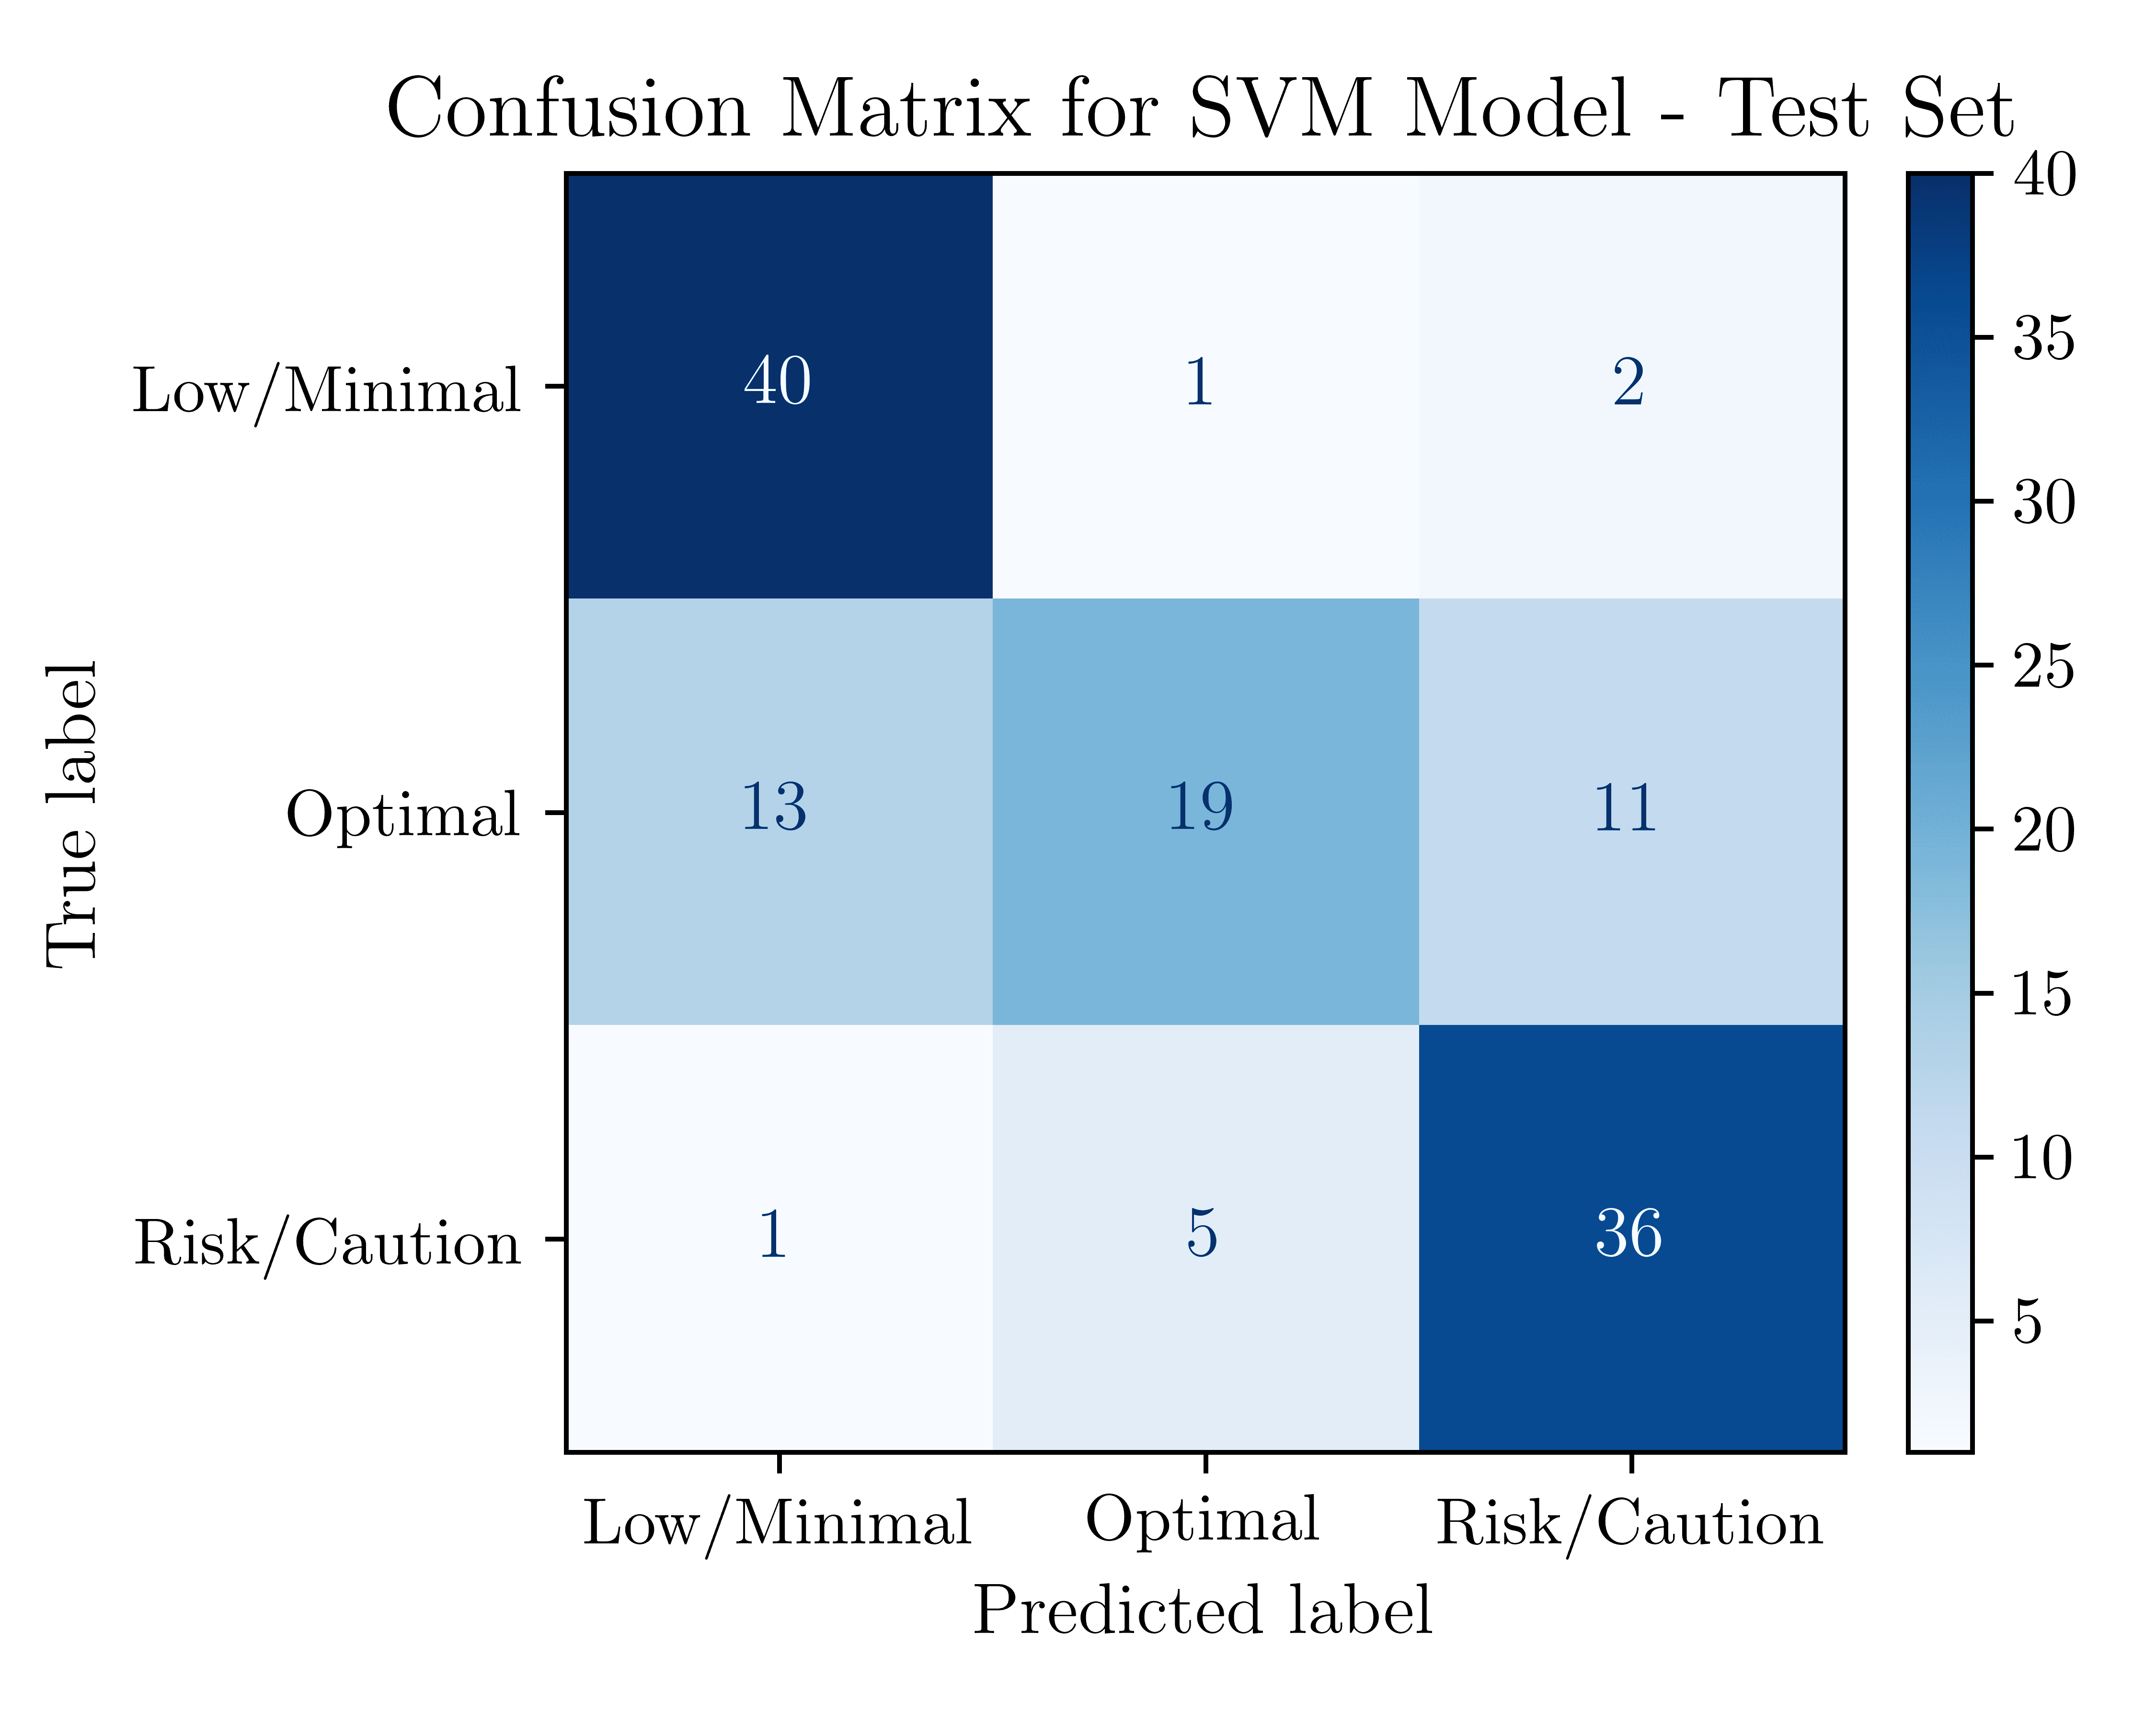 Confusion Matrix for SVM Model - Test Set
True label
Low/Minimal
40 1 2
Optimal
13 19 11
Risk/Caution
1 5 36
Low/Minimal Optimal Risk/Caution
Predicted label
40
35
30
25
20
15
10
5